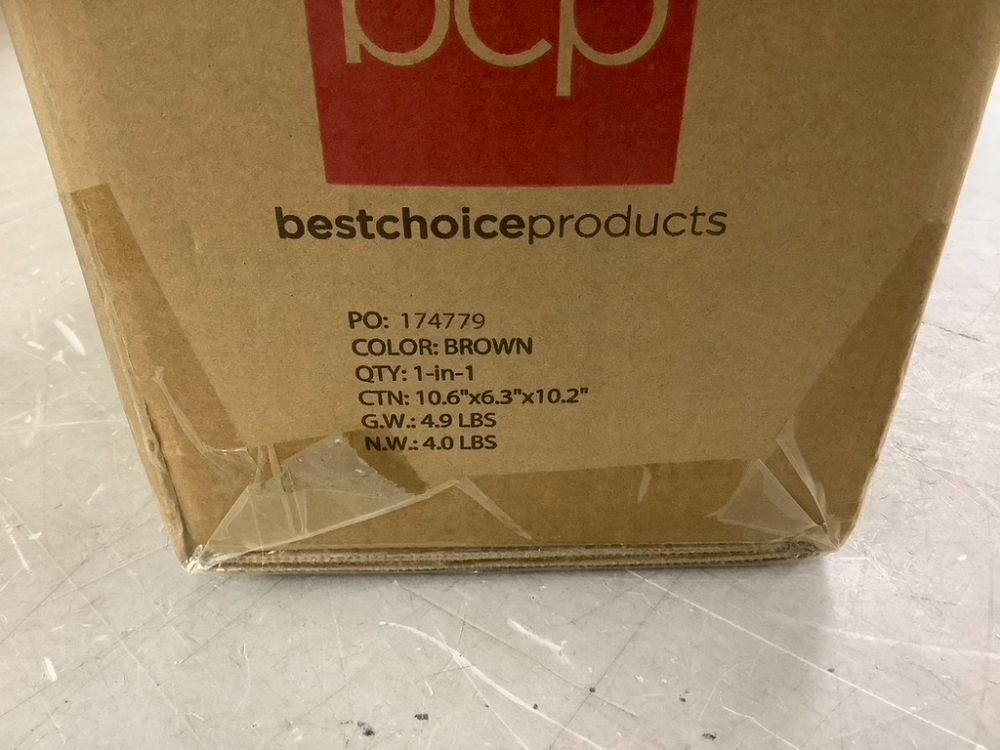 bcp
bestchoiceproducts
PO: 174779
COLOR: BROWN
QTY: 1-in-1
CTN: 10.6"x6.3"x10.2"
G.W.: 4.9 LBS
N.W.: 4.0 LBS